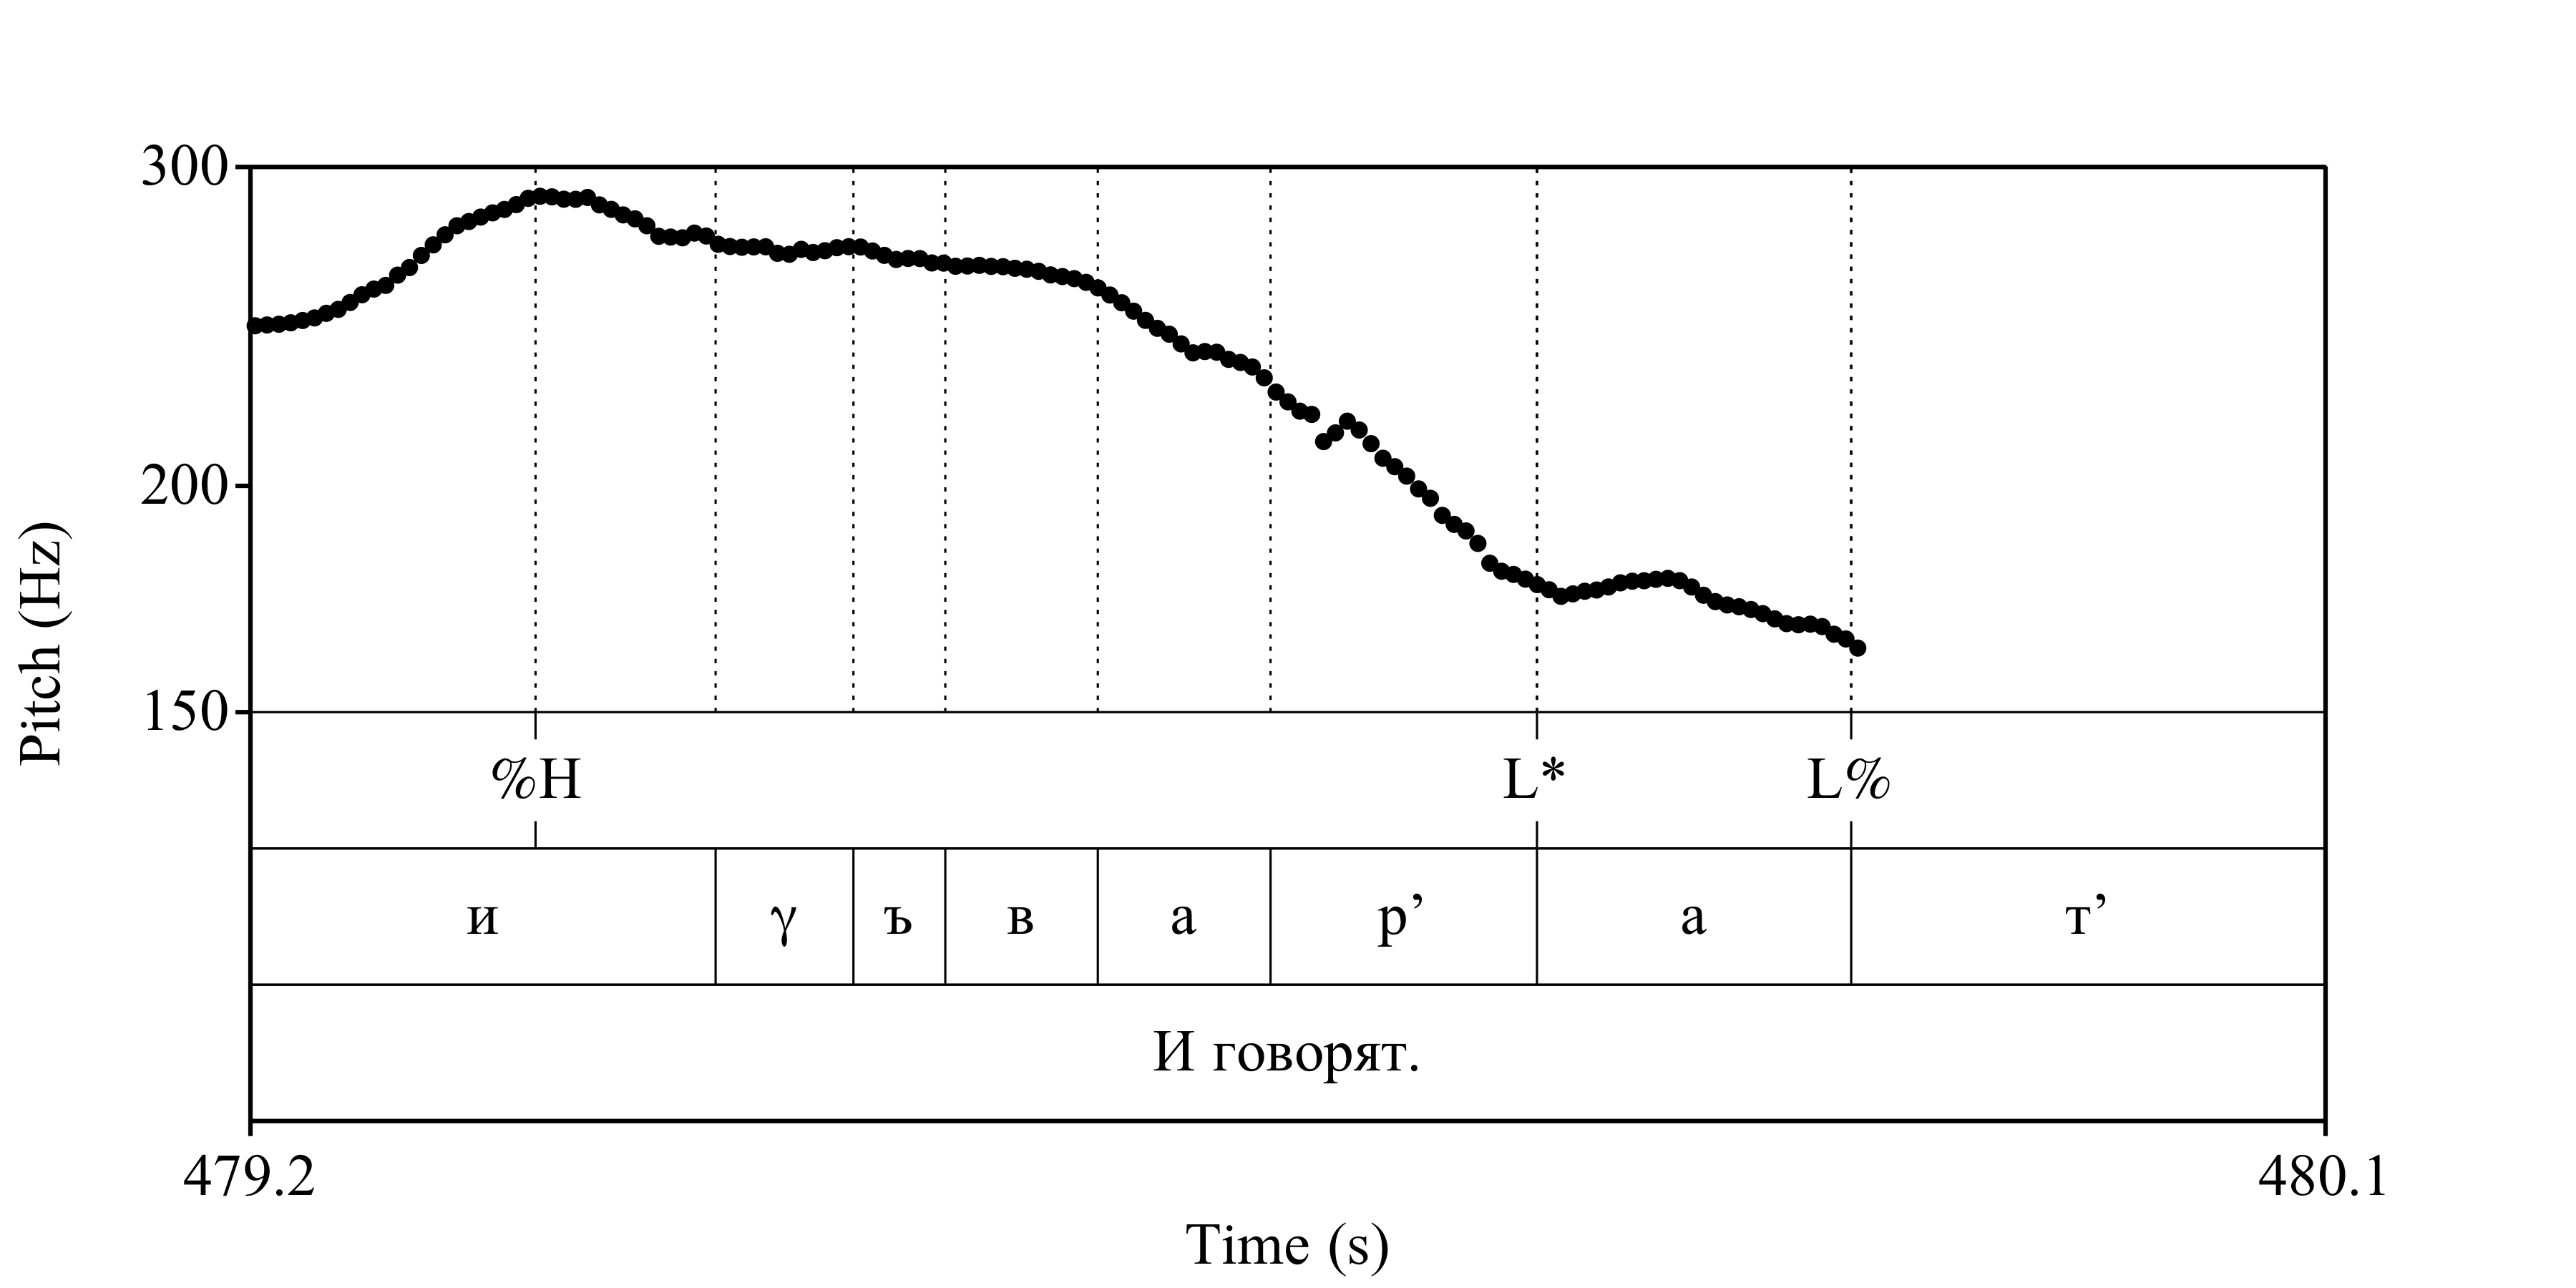 300
200
150
Pitch (Hz)
%H L* L%
и γ ъ в а р’ а т’
И говорят.
479.2 480.1
Time (s)